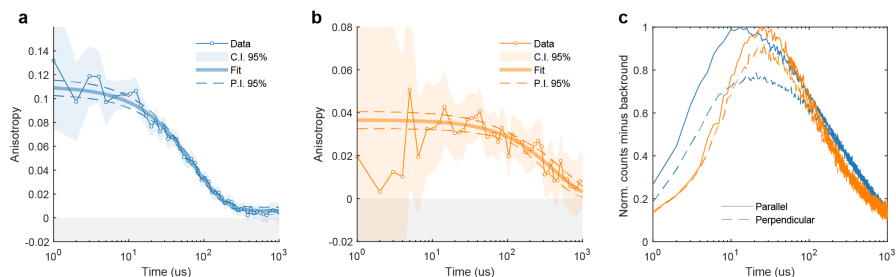 a
0.14
0.12
0.1
0.08
0.06
0.04
0.02
0
-0.02
Anisotropy
10^0
10^1
10^2
10^3
Time (us)
Data
C.I. 95%
Fit
P.I. 95%
b
0.08
0.06
0.04
0.02
0
-0.02
Anisotropy
10^0
10^1
10^2
10^3
Time (us)
Data
C.I. 95%
Fit
P.I. 95%
c
1
0.8
0.6
0.4
0.2
0
Norm. counts minus backround
10^0
10^1
10^2
10^3
Time (us)
Parallel
Perpendicular